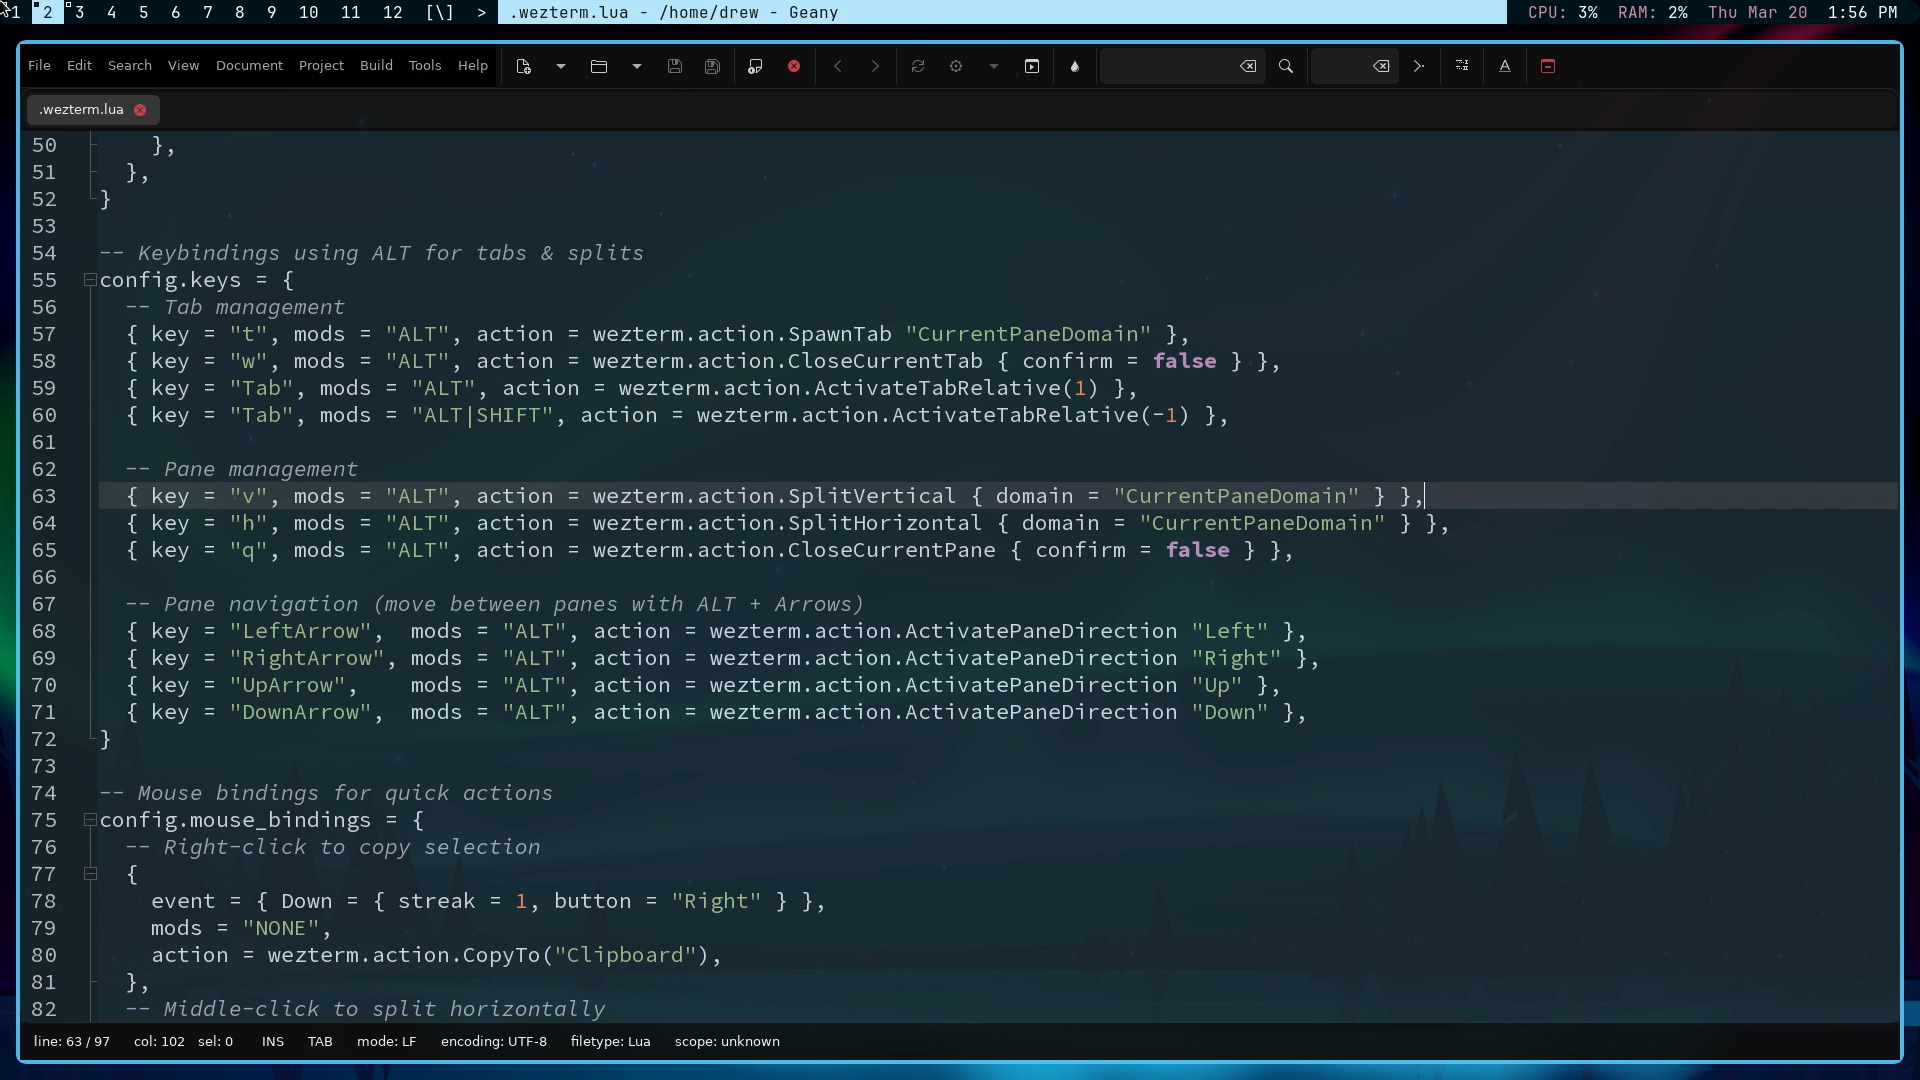 1 2 3 4 5 6 7 8 9 10 11 12 [\] > .wezterm.lua - /home/drew - Geany CPU: 3% RAM: 2% Thu Mar 20 1:56 PM
File Edit Search View Document Project Build Tools Help
.wezterm.lua
50     },
51   },
52 }
53
54 -- Keybindings using ALT for tabs & splits
55 config.keys = {
56   -- Tab management
57   { key = "t", mods = "ALT", action = wezterm.action.SpawnTab "CurrentPaneDomain" },
58   { key = "w", mods = "ALT", action = wezterm.action.CloseCurrentTab { confirm = false } },
59   { key = "Tab", mods = "ALT", action = wezterm.action.ActivateTabRelative(1) },
60   { key = "Tab", mods = "ALT|SHIFT", action = wezterm.action.ActivateTabRelative(-1) },
61
62   -- Pane management
63   { key = "v", mods = "ALT", action = wezterm.action.SplitVertical { domain = "CurrentPaneDomain" } },
64   { key = "h", mods = "ALT", action = wezterm.action.SplitHorizontal { domain = "CurrentPaneDomain" } },
65   { key = "q", mods = "ALT", action = wezterm.action.CloseCurrentPane { confirm = false } },
66
67   -- Pane navigation (move between panes with ALT + Arrows)
68   { key = "LeftArrow",  mods = "ALT", action = wezterm.action.ActivatePaneDirection "Left" },
69   { key = "RightArrow", mods = "ALT", action = wezterm.action.ActivatePaneDirection "Right" },
70   { key = "UpArrow",    mods = "ALT", action = wezterm.action.ActivatePaneDirection "Up" },
71   { key = "DownArrow",  mods = "ALT", action = wezterm.action.ActivatePaneDirection "Down" },
72 }
73
74 -- Mouse bindings for quick actions
75 config.mouse_bindings = {
76   -- Right-click to copy selection
77   {
78     event = { Down = { streak = 1, button = "Right" } },
79     mods = "NONE",
80     action = wezterm.action.CopyTo("Clipboard"),
81   },
82   -- Middle-click to split horizontally
line: 63 / 97 col: 102 sel: 0 INS TAB mode: LF encoding: UTF-8 filetype: Lua scope: unknown